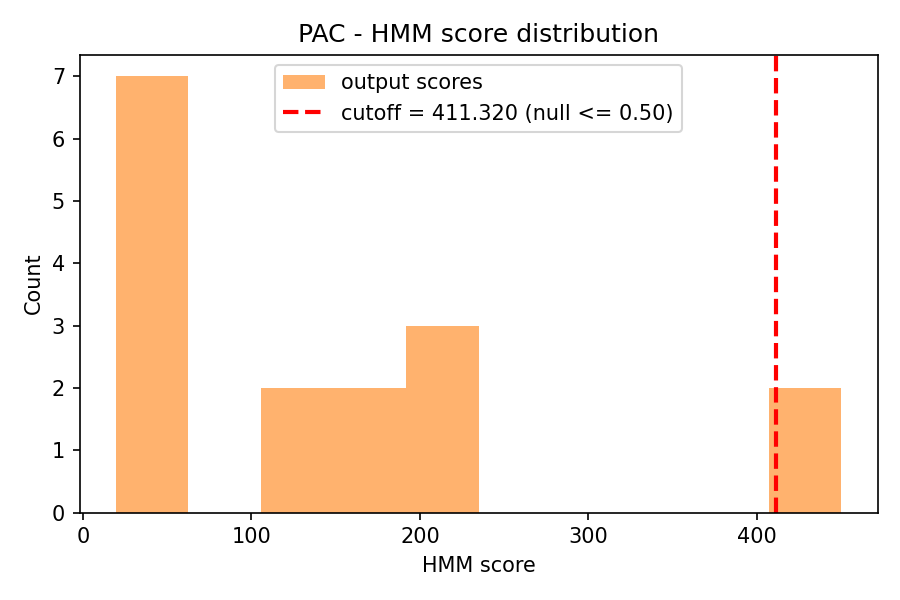 PAC - HMM score distribution
output scores
cutoff = 411.320 (null <= 0.50)
7
6
5
4
3
2
1
0
Count
0 100 200 300 400
HMM score